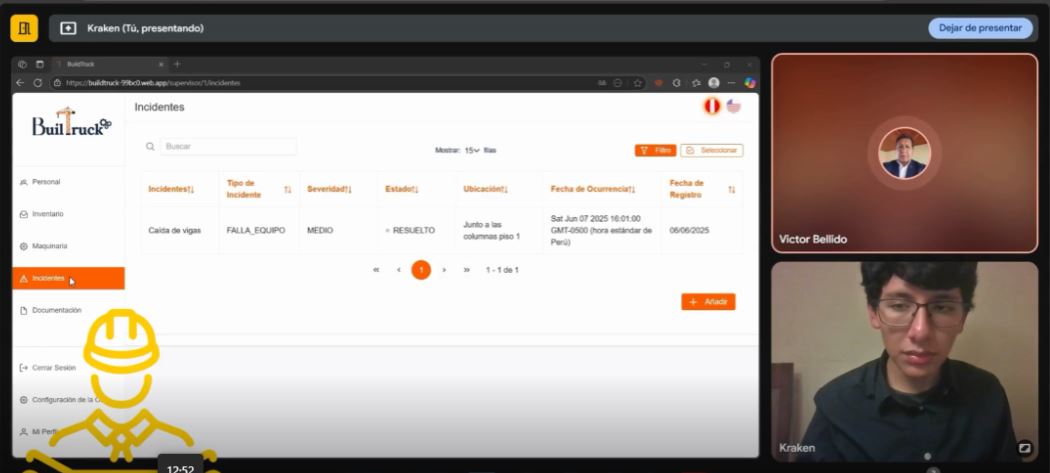 Kraken (Tú, presentando)
Dejar de presentar
BuildTruck
https://buildtruck-99bc0.web.app/supervisor/1/incidentes
BuilTruck
Incidentes
Buscar
Mostrar: 15 filas
Filtro
Seleccionar
Personal
Inventario
Maquinaria
Incidentes
Documentación
Cerrar Sesión
Configuración de la
Mi Perfil
Incidentes
Tipo de Incidente
Severidad
Estado
Ubicación
Fecha de Ocurrencia
Fecha de Registro
Caída de vigas
FALLA_EQUIPO
MEDIO
RESUELTO
Junto a las
columnas piso 1
Sat Jun 07 2025 16:01:00
GMT-0500 (hora estándar de
Perú)
06/06/2025
« ‹ 1 › » 1 - 1 de 1
+ Añadir
Victor Bellido
Kraken
12:52